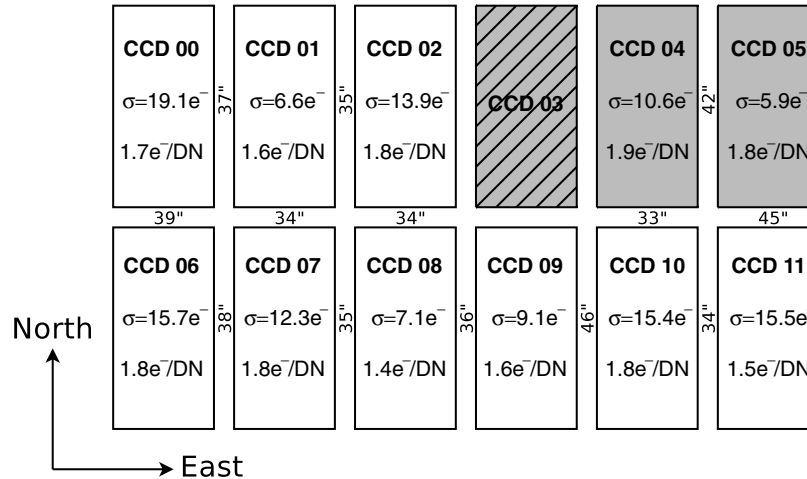 CCD 00 CCD 01 CCD 02 CCD 03 CCD 04 CCD 05
σ=19.1e⁻ 37" σ=6.6e⁻ 35" σ=13.9e⁻ σ=10.6e⁻ 42" σ=5.9e⁻
1.7e⁻/DN 1.6e⁻/DN 1.8e⁻/DN 1.9e⁻/DN 1.8e⁻/DN
39" 34" 34" 33" 45"
CCD 06 CCD 07 CCD 08 CCD 09 CCD 10 CCD 11
σ=15.7e⁻ 38" σ=12.3e⁻ 35" σ=7.1e⁻ 36" σ=9.1e⁻ 46" σ=15.4e⁻ 34" σ=15.5e
1.8e⁻/DN 1.8e⁻/DN 1.4e⁻/DN 1.6e⁻/DN 1.8e⁻/DN 1.5e⁻/DN
North
East